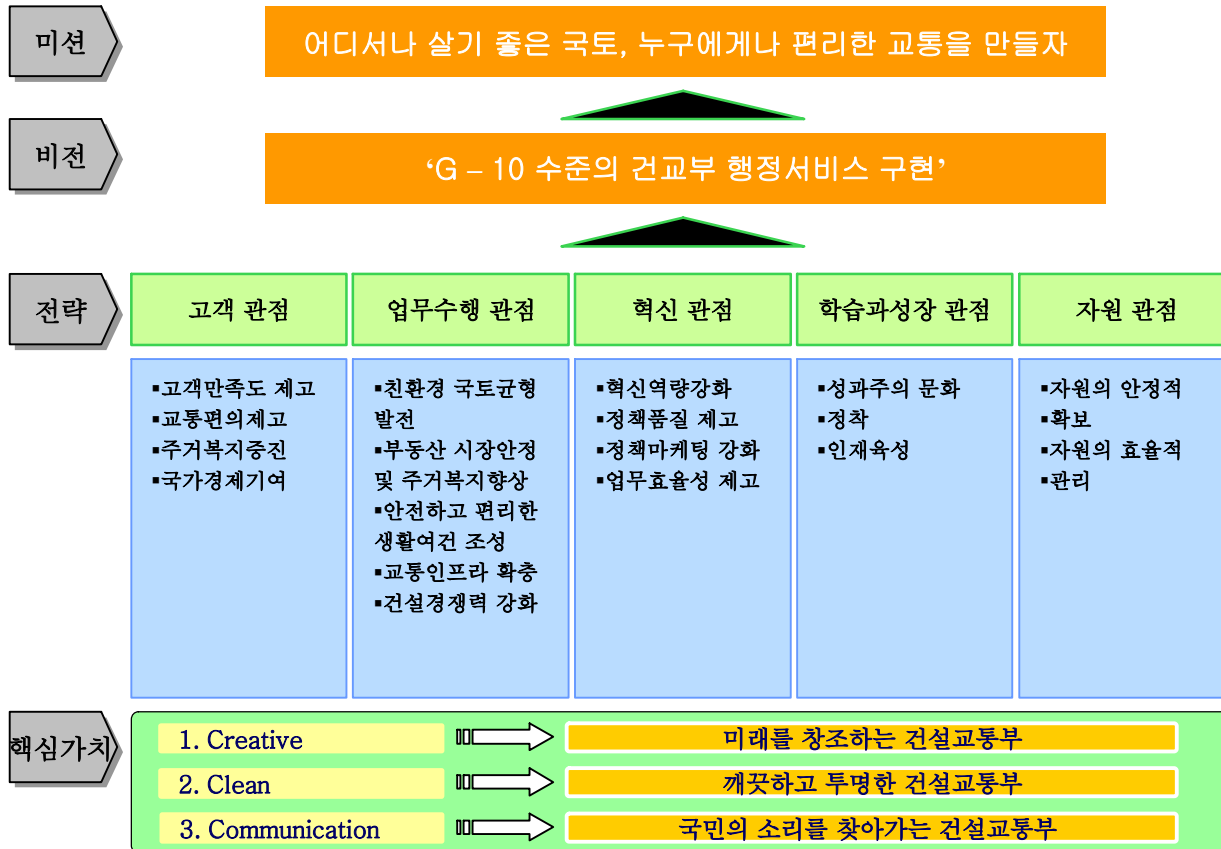 미션
어디서나 살기 좋은 국토, 누구에게나 편리한 교통을 만들자
비전
‘G – 10 수준의 건교부 행정서비스 구현’
전략
고객 관점
업무수행 관점
혁신 관점
학습과성장 관점
자원 관점
▪고객만족도 제고
▪교통편의제고
▪주거복지증진
▪국가경제기여
▪친환경 국토균형
발전
▪부동산 시장안정
및 주거복지향상
▪안전하고 편리한
생활여건 조성
▪교통인프라 확충
▪건설경쟁력 강화
▪혁신역량강화
▪정책품질 제고
▪정책마케팅 강화
▪업무효율성 제고
▪성과주의 문화
▪정착
▪인재육성
▪자원의 안정적
▪확보
▪자원의 효율적
▪관리
핵심가치
1. Creative
미래를 창조하는 건설교통부
2. Clean
깨끗하고 투명한 건설교통부
3. Communication
국민의 소리를 찾아가는 건설교통부